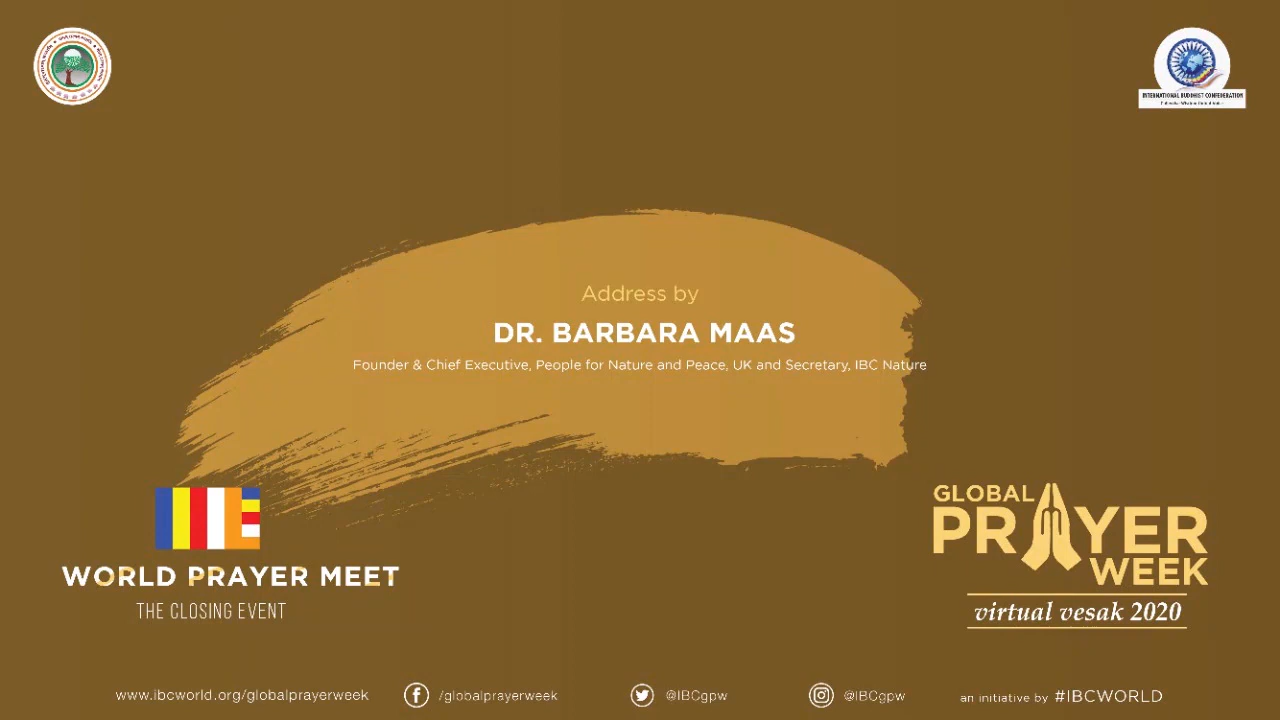 INTERNATIONAL BUDDHIST CONFEDERATION
Address by
DR. BARBARA MAAS
Founder & Chief Executive, People for Nature and Peace, UK and Secretary, IBC Nature
WORLD PRAYER MEET
THE CLOSING EVENT
GLOBAL
PRAYER
WEEK
virtual vesak 2020
www.ibcworld.org/globalprayerweek
/globalprayerweek
@IBCgpw
@IBCgpw
an initiative by #IBCWORLD